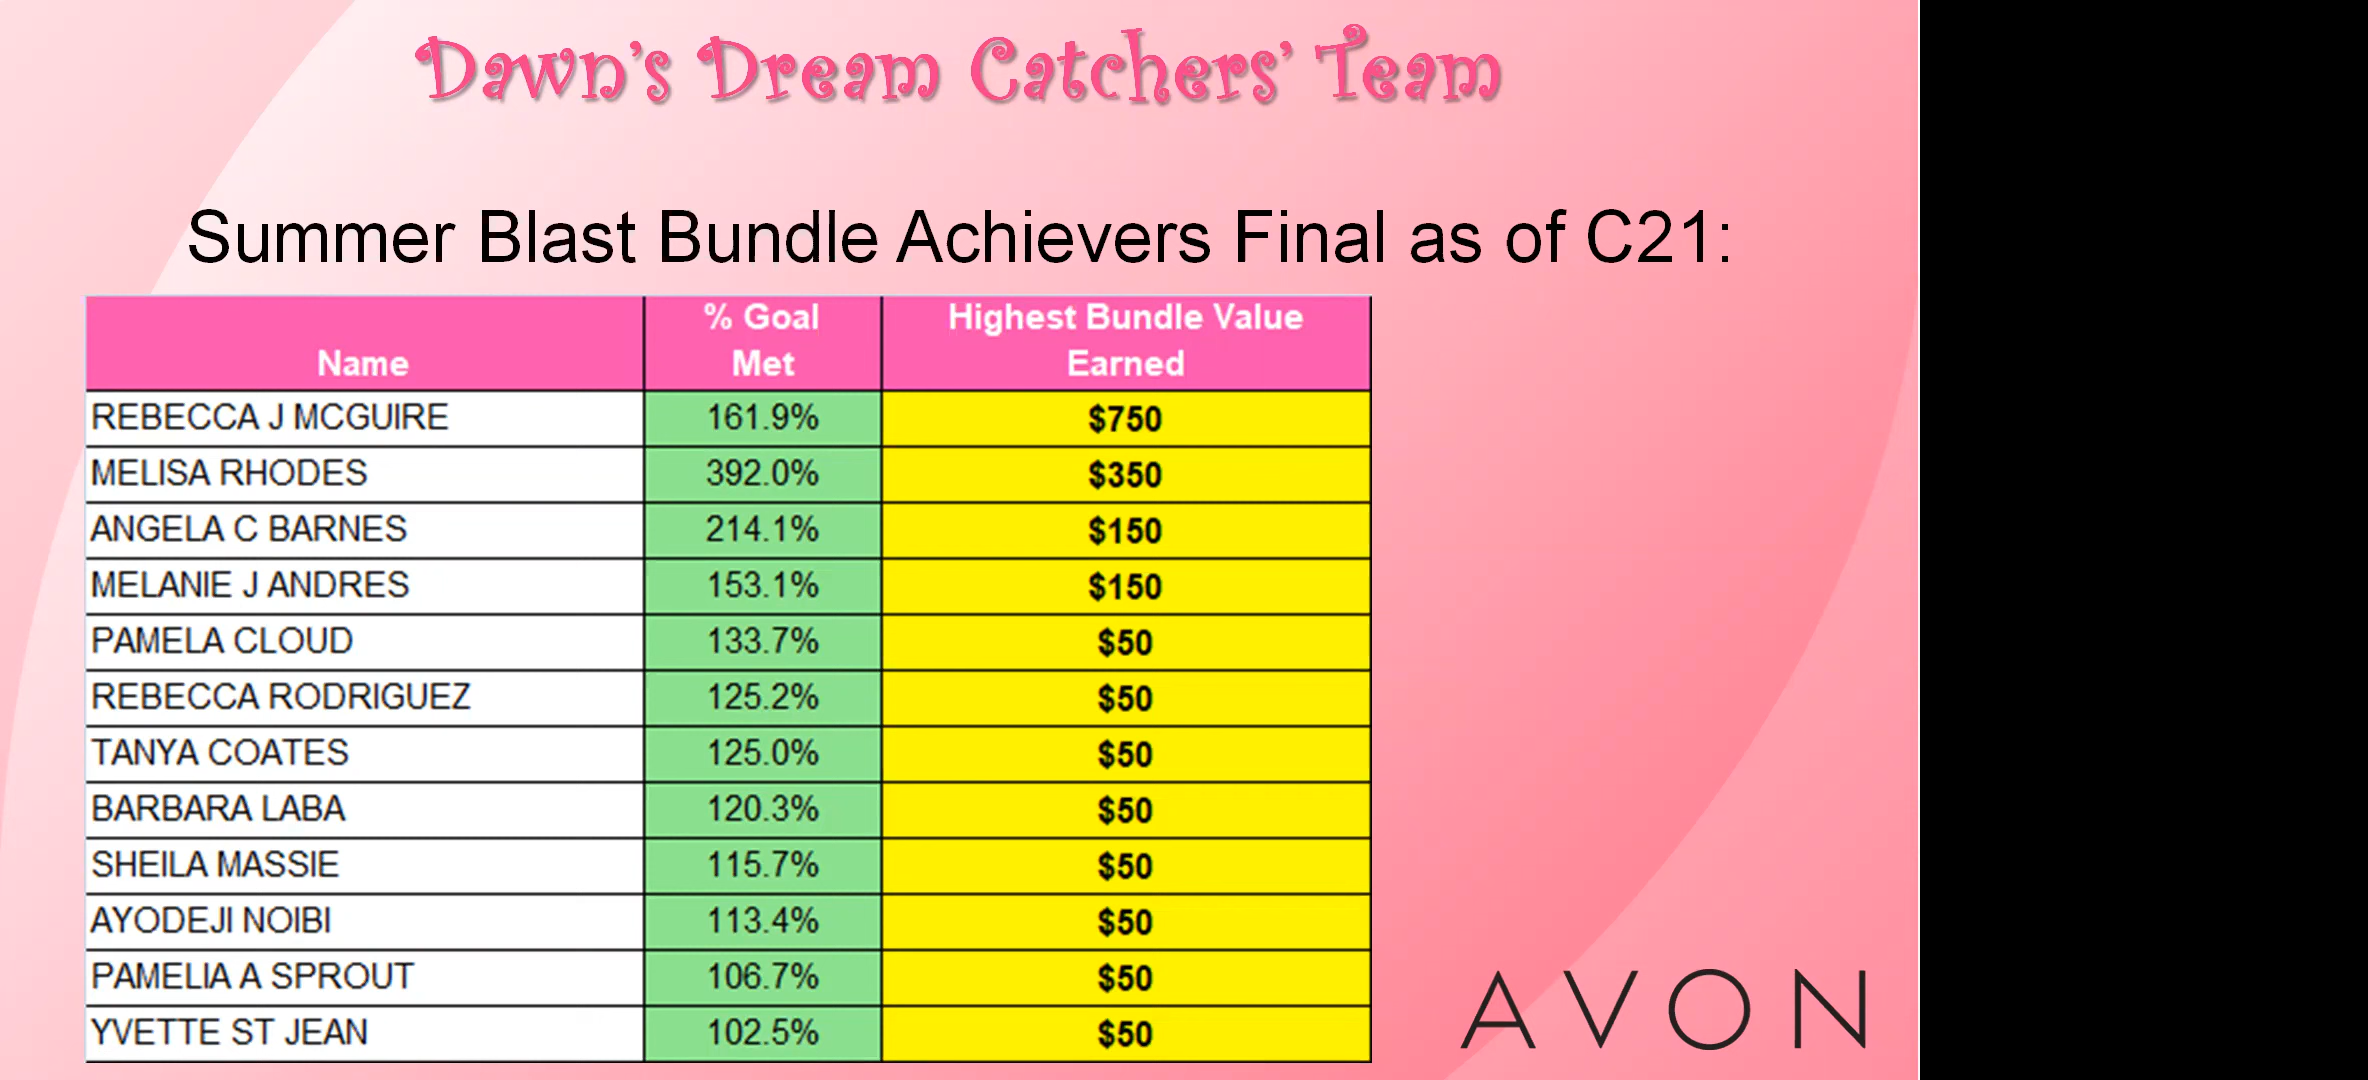 Dawn's Dream Catchers' Team
Summer Blast Bundle Achievers Final as of C21:
Name % Goal Met Highest Bundle Value Earned
REBECCA J MCGUIRE 161.9% $750
MELISA RHODES 392.0% $350
ANGELA C BARNES 214.1% $150
MELANIE J ANDRES 153.1% $150
PAMELA CLOUD 133.7% $50
REBECCA RODRIGUEZ 125.2% $50
TANYA COATES 125.0% $50
BARBARA LABA 120.3% $50
SHEILA MASSIE 115.7% $50
AYODEJI NOIBI 113.4% $50
PAMELIA A SPROUT 106.7% $50
YVETTE ST JEAN 102.5% $50
AVON